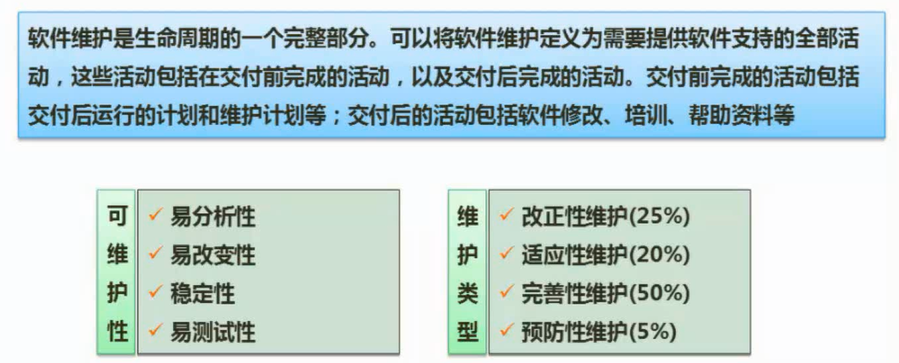 软件维护是生命周期的一个完整部分。可以将软件维护定义为需要提供软件支持的全部活
动，这些活动包括在交付前完成的活动，以及交付后完成的活动。交付前完成的活动包括
交付后运行的计划和维护计划等；交付后的活动包括软件修改、培训、帮助资料等
可维护性
✓ 易分析性
✓ 易改变性
✓ 稳定性
✓ 易测试性
维护类型
✓ 改正性维护(25%)
✓ 适应性维护(20%)
✓ 完善性维护(50%)
✓ 预防性维护(5%)